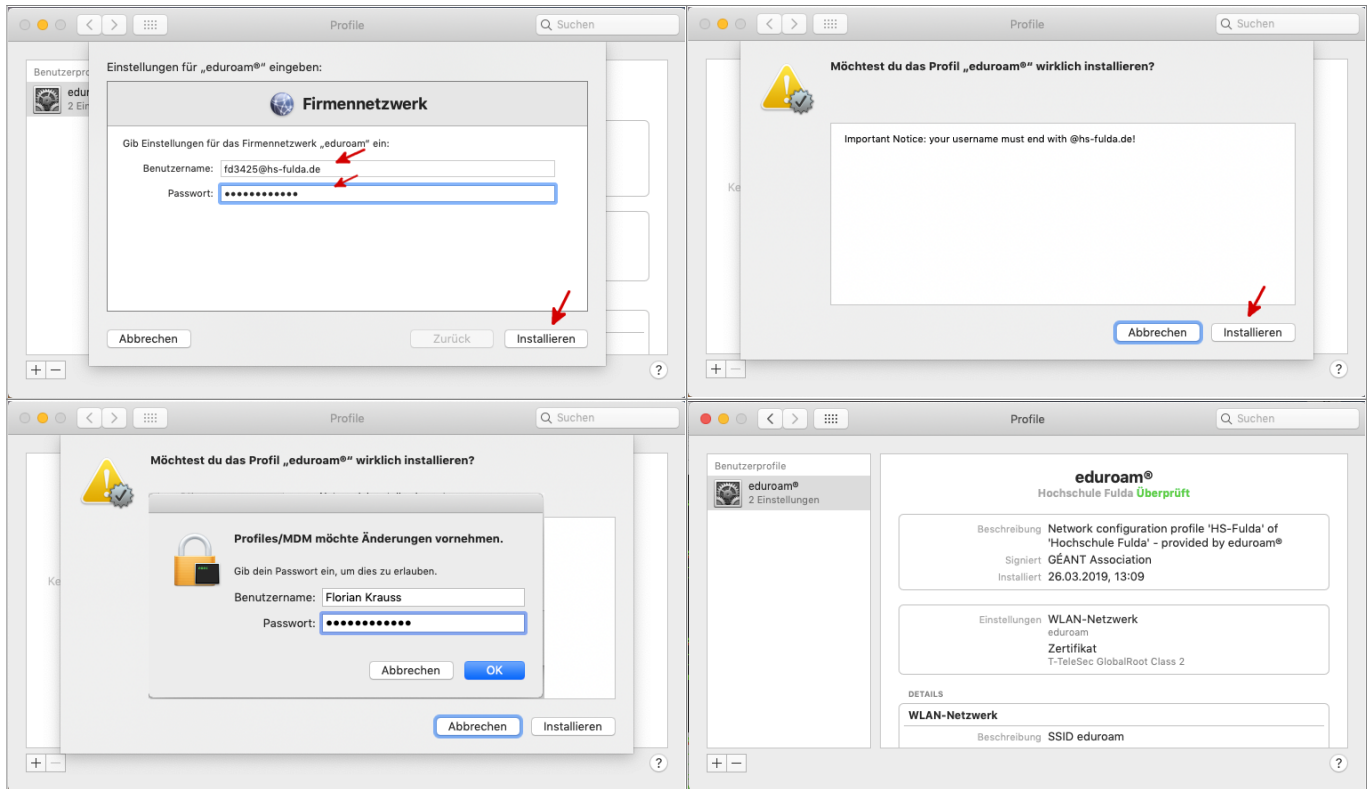 Profile
Suchen
Benutzerpro
edur
2 Ein
Einstellungen für „eduroam®“ eingeben:
Firmennetzwerk
Gib Einstellungen für das Firmennetzwerk „eduroam“ ein:
Benutzername: fd3425@hs-fulda.de
Passwort: ••••••••••••
Abbrechen Zurück Installieren
+ − ?
Profile
Suchen
Möchtest du das Profil „eduroam®“ wirklich installieren?
Important Notice: your username must end with @hs-fulda.de!
Ke
Abbrechen Installieren
+ − ?
Profile
Suchen
Möchtest du das Profil „eduroam®“ wirklich installieren?
Profiles/MDM möchte Änderungen vornehmen.
Gib dein Passwort ein, um dies zu erlauben.
Ke
Benutzername: Florian Krauss
Passwort: ••••••••••••
Abbrechen OK
Abbrechen Installieren
+ − ?
Profile
Suchen
Benutzerprofile
eduroam®
2 Einstellungen
eduroam®
Hochschule Fulda Überprüft
Beschreibung Network configuration profile 'HS-Fulda' of
'Hochschule Fulda' - provided by eduroam®
Signiert GÉANT Association
Installiert 26.03.2019, 13:09
Einstellungen WLAN-Netzwerk
eduroam
Zertifikat
T-TeleSec GlobalRoot Class 2
DETAILS
WLAN-Netzwerk
Beschreibung SSID eduroam
+ − ?